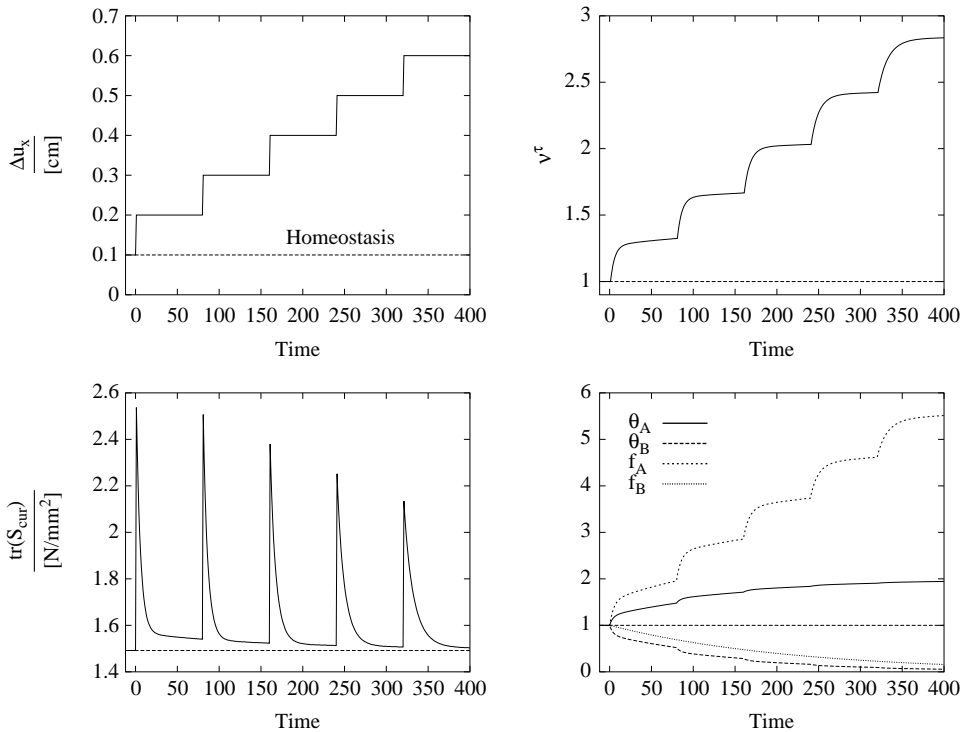 0.7
0.6
0.5
0.4
0.3
0.2
0.1
0
Δu_x
[cm]
Homeostasis
0 50 100 150 200 250 300 350 400
Time
3
2.5
2
1.5
1
ν^τ
0 50 100 150 200 250 300 350 400
Time
2.6
2.4
2.2
2
1.8
1.6
1.4
tr(S_cur)
[N/mm²]
0 50 100 150 200 250 300 350 400
Time
6
5
4
3
2
1
0
θ_A
θ_B
f_A
f_B
0 50 100 150 200 250 300 350 400
Time